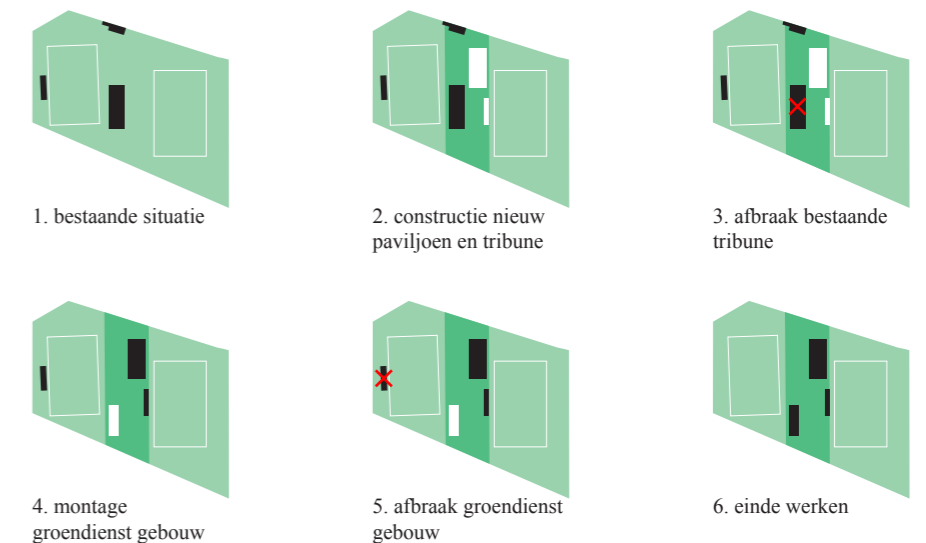 1. bestaande situatie
2. constructie nieuw
paviljoen en tribune
3. afbraak bestaande
tribune
4. montage
groendienst gebouw
5. afbraak groendienst
gebouw
6. einde werken